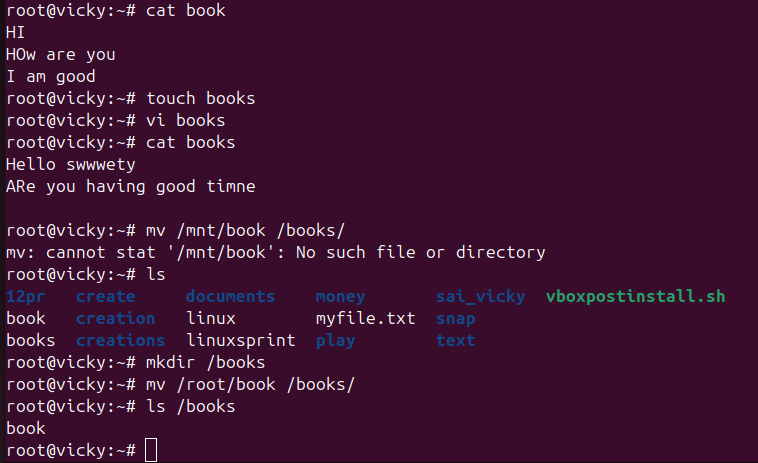 root@vicky:~# cat book
HI
HOw are you
I am good
root@vicky:~# touch books
root@vicky:~# vi books
root@vicky:~# cat books
Hello swwwety
ARe you having good timne
root@vicky:~# mv /mnt/book /books/
mv: cannot stat '/mnt/book': No such file or directory
root@vicky:~# ls
12pr create documents money sai_vicky vboxpostinstall.sh
book creation linux myfile.txt snap
books creations linuxsprint play text
root@vicky:~# mkdir /books
root@vicky:~# mv /root/book /books/
root@vicky:~# ls /books
book
root@vicky:~#